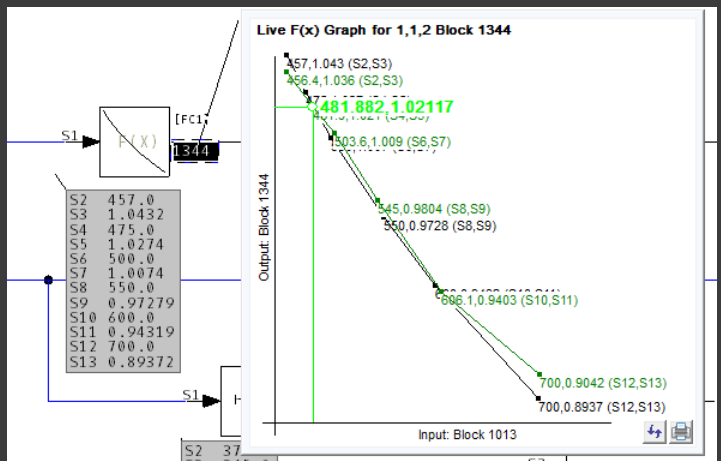 Live F(x) Graph for 1,1,2 Block 1344
457,1.043 (S2,S3)
456.4,1.036 (S2,S3)
481.882,1.02117
503.6,1.009 (S6,S7)
545,0.9804 (S8,S9)
550,0.9728 (S8,S9)
606.1,0.9403 (S10,S11)
700,0.9042 (S12,S13)
700,0.8937 (S12,S13)
Output: Block 1344
Input: Block 1013
[FC1]
S1
F(X)
1344
S2 457.0
S3 1.0432
S4 475.0
S5 1.0274
S6 500.0
S7 1.0074
S8 550.0
S9 0.97279
S10 600.0
S11 0.94319
S12 700.0
S13 0.89372
S1
S2 37